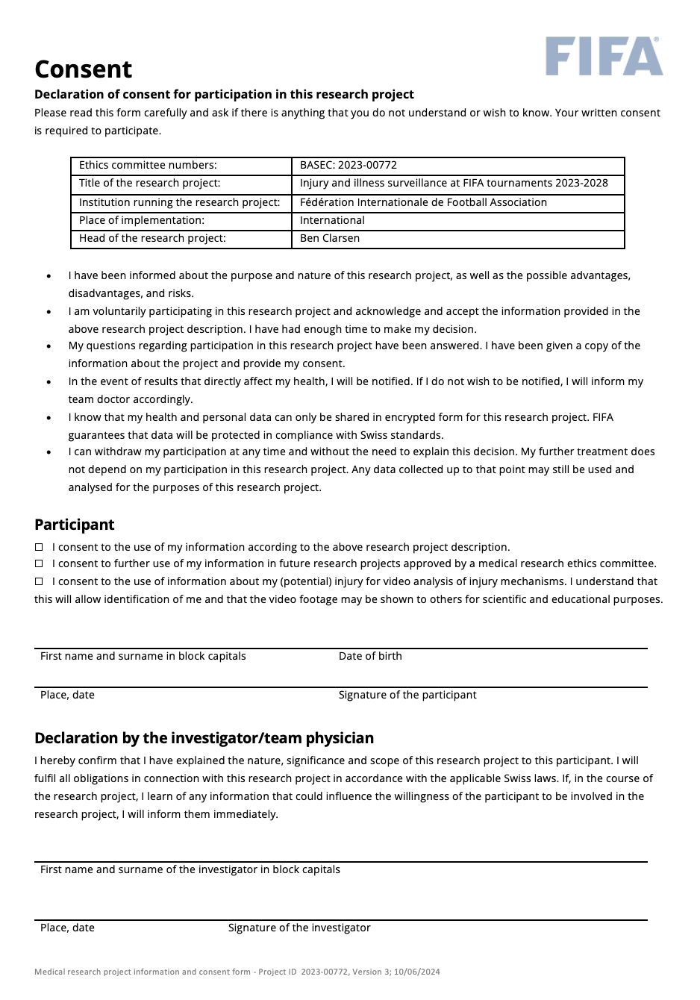 FIFA®
Consent
Declaration of consent for participation in this research project
Please read this form carefully and ask if there is anything that you do not understand or wish to know. Your written consent
is required to participate.
Ethics committee numbers: BASEC: 2023-00772
Title of the research project: Injury and illness surveillance at FIFA tournaments 2023-2028
Institution running the research project: Fédération Internationale de Football Association
Place of implementation: International
Head of the research project: Ben Clarsen
• I have been informed about the purpose and nature of this research project, as well as the possible advantages,
disadvantages, and risks.
• I am voluntarily participating in this research project and acknowledge and accept the information provided in the
above research project description. I have had enough time to make my decision.
• My questions regarding participation in this research project have been answered. I have been given a copy of the
information about the project and provide my consent.
• In the event of results that directly affect my health, I will be notified. If I do not wish to be notified, I will inform my
team doctor accordingly.
• I know that my health and personal data can only be shared in encrypted form for this research project. FIFA
guarantees that data will be protected in compliance with Swiss standards.
• I can withdraw my participation at any time and without the need to explain this decision. My further treatment does
not depend on my participation in this research project. Any data collected up to that point may still be used and
analysed for the purposes of this research project.
Participant
☐ I consent to the use of my information according to the above research project description.
☐ I consent to further use of my information in future research projects approved by a medical research ethics committee.
☐ I consent to the use of information about my (potential) injury for video analysis of injury mechanisms. I understand that
this will allow identification of me and that the video footage may be shown to others for scientific and educational purposes.
First name and surname in block capitals Date of birth
Place, date Signature of the participant
Declaration by the investigator/team physician
I hereby confirm that I have explained the nature, significance and scope of this research project to this participant. I will
fulfil all obligations in connection with this research project in accordance with the applicable Swiss laws. If, in the course of
the research project, I learn of any information that could influence the willingness of the participant to be involved in the
research project, I will inform them immediately.
First name and surname of the investigator in block capitals
Place, date Signature of the investigator
Medical research project information and consent form - Project ID 2023-00772, Version 3; 10/06/2024